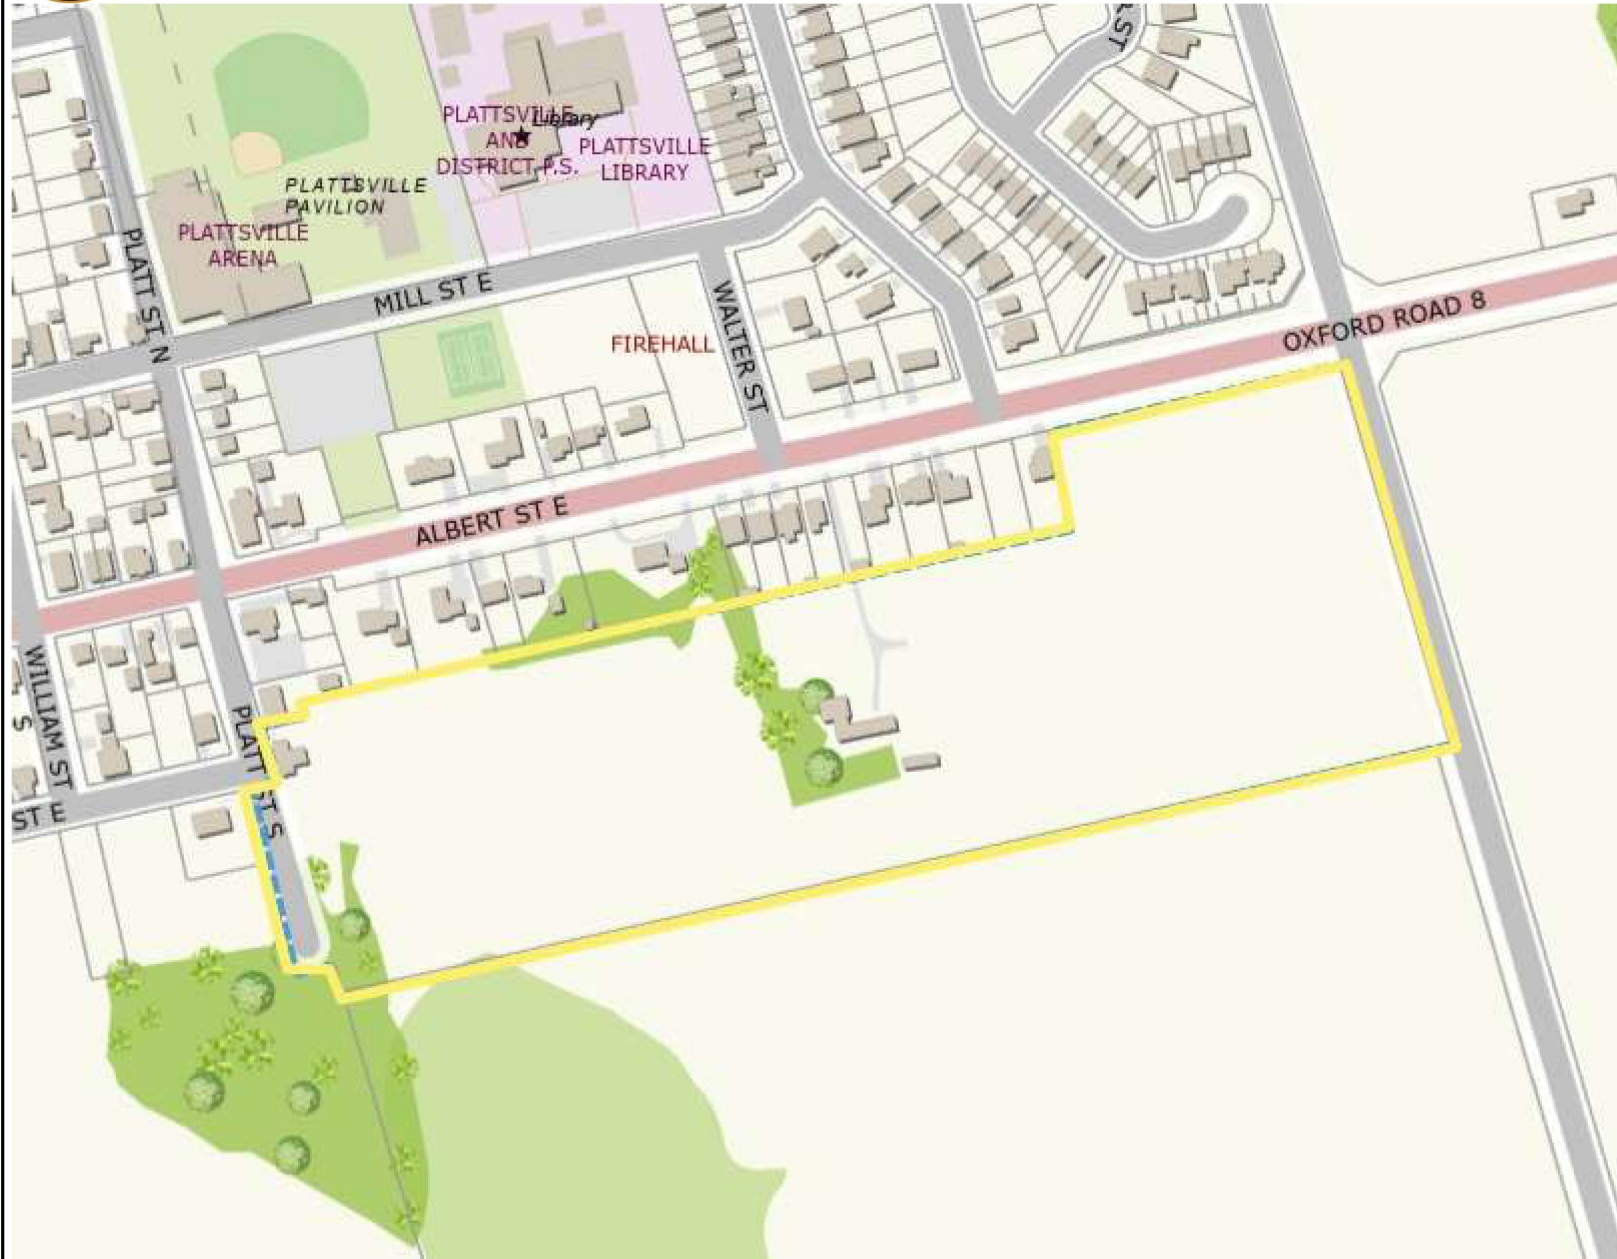 PLATTSVILLE
AND
DISTRICT P.S.
Library
PLATTSVILLE
LIBRARY
PLATTSVILLE
PAVILION
PLATTSVILLE
ARENA
PLATT ST N
MILL ST E
WALTER ST
FIREHALL
OXFORD ROAD 8
ALBERT ST E
WILLIAM ST
S
PLATT ST S
ST E
ST